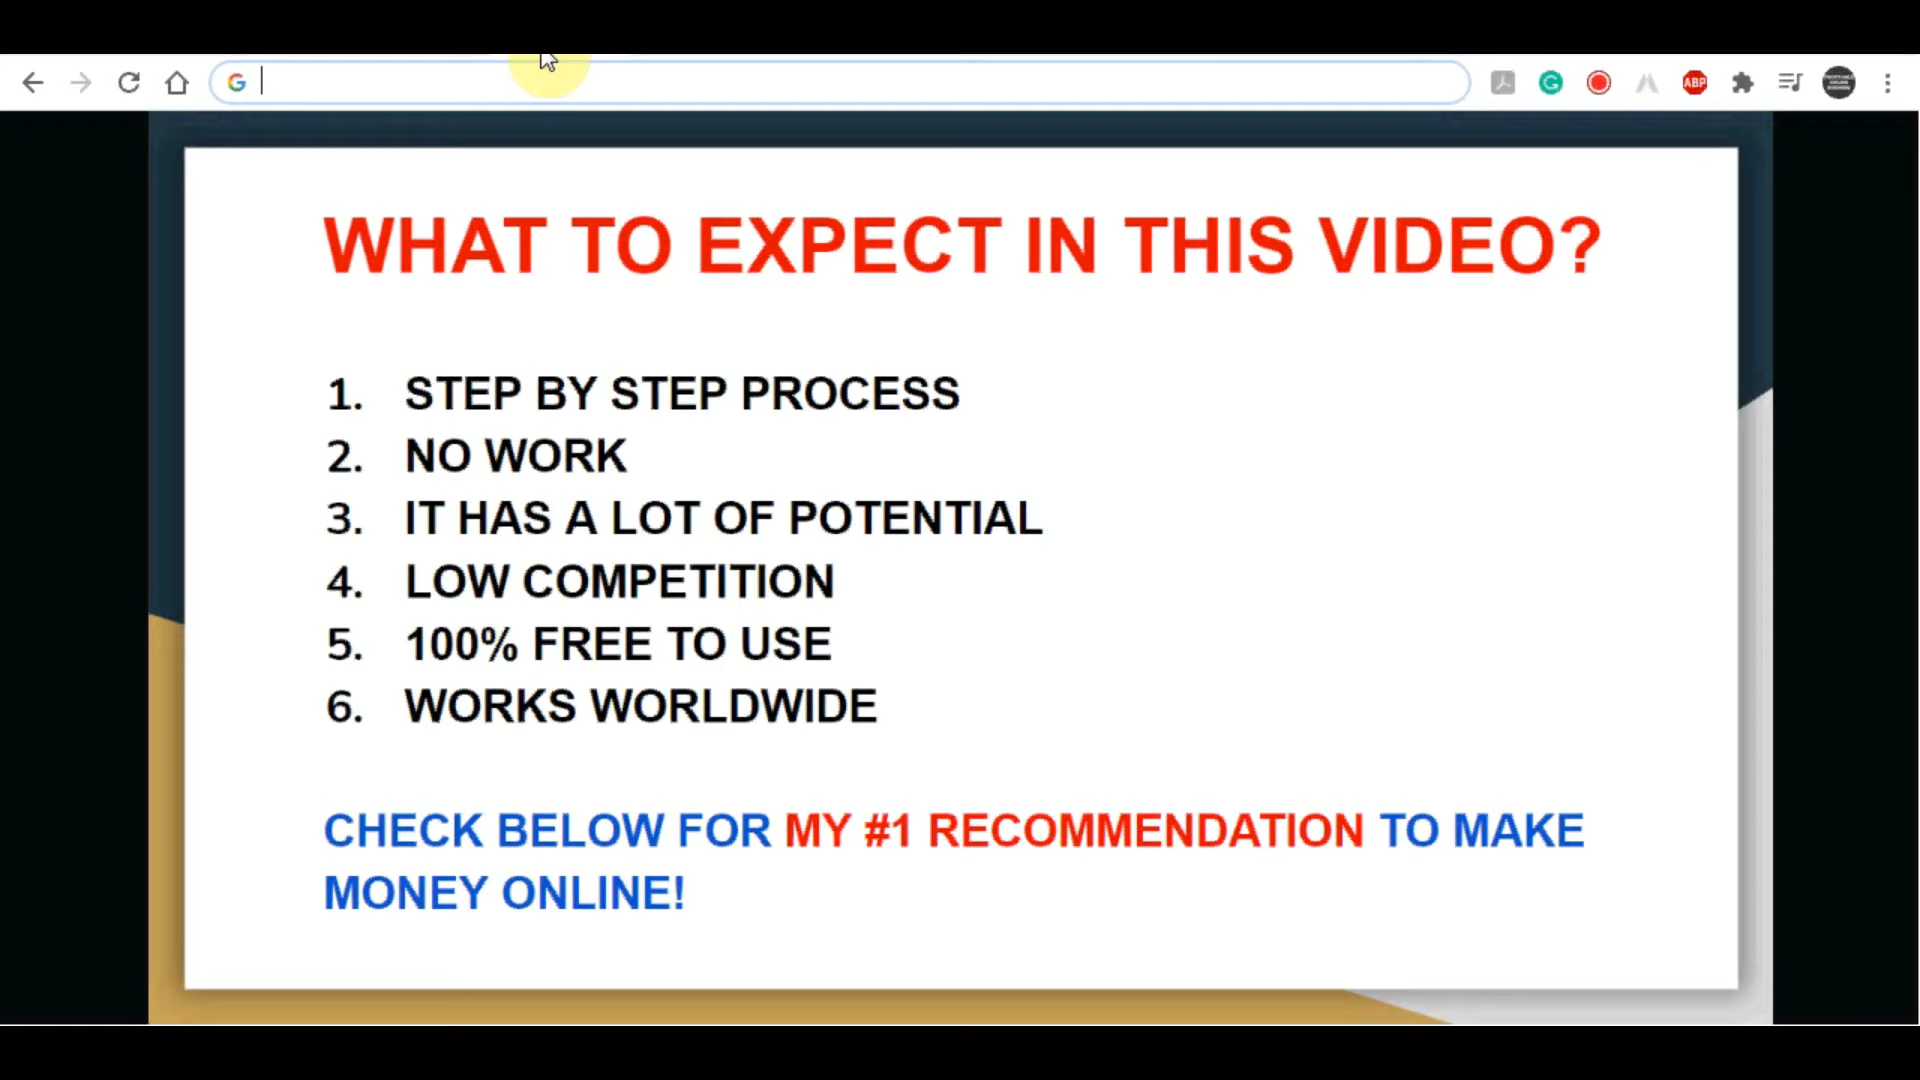 ABP
WHAT TO EXPECT IN THIS VIDEO?
1. STEP BY STEP PROCESS
2. NO WORK
3. IT HAS A LOT OF POTENTIAL
4. LOW COMPETITION
5. 100% FREE TO USE
6. WORKS WORLDWIDE
CHECK BELOW FOR MY #1 RECOMMENDATION TO MAKE
MONEY ONLINE!